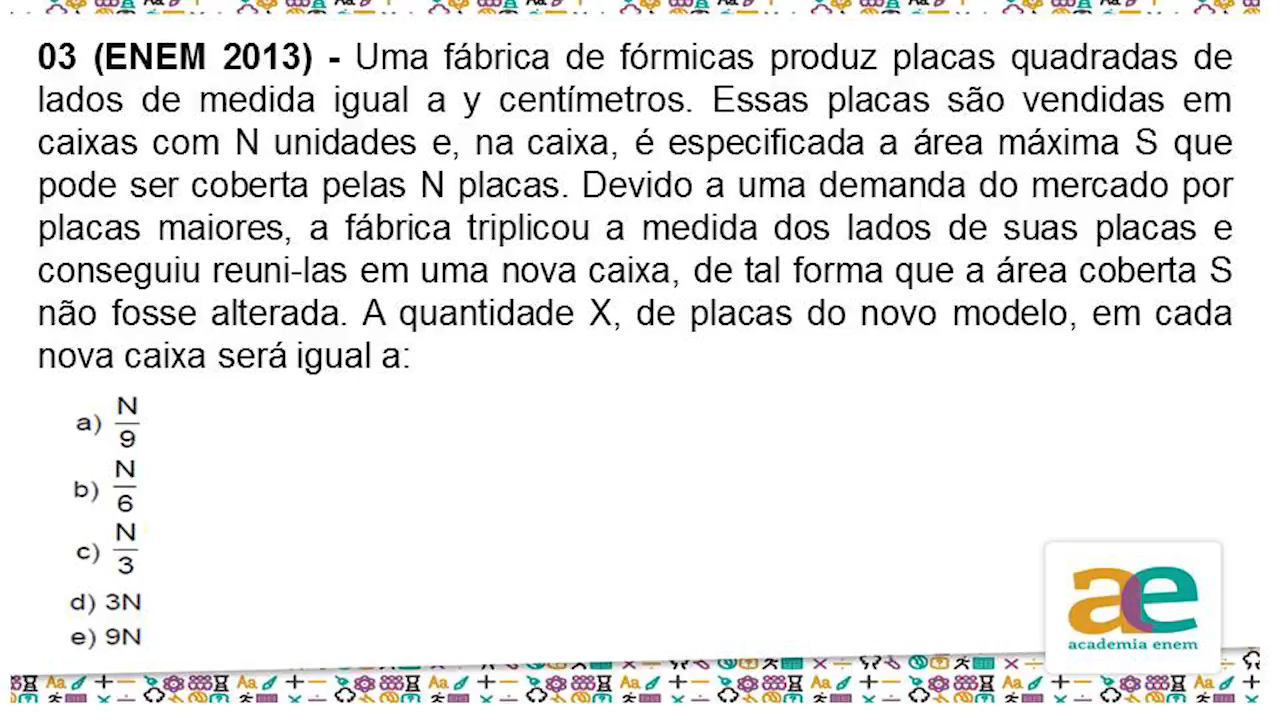 03 (ENEM 2013) - Uma fábrica de fórmicas produz placas quadradas de
lados de medida igual a y centímetros. Essas placas são vendidas em
caixas com N unidades e, na caixa, é especificada a área máxima S que
pode ser coberta pelas N placas. Devido a uma demanda do mercado por
placas maiores, a fábrica triplicou a medida dos lados de suas placas e
conseguiu reuni-las em uma nova caixa, de tal forma que a área coberta S
não fosse alterada. A quantidade X, de placas do novo modelo, em cada
nova caixa será igual a:
a) N/9
b) N/6
c) N/3
d) 3N
e) 9N
ae
academia enem